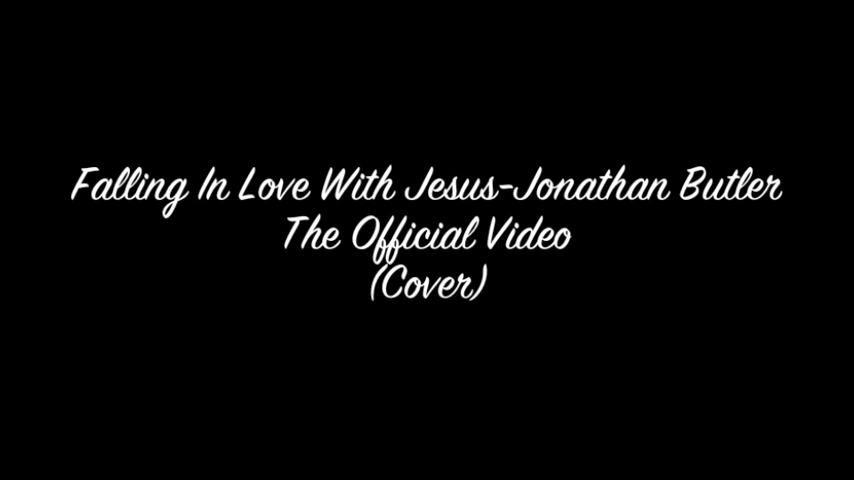 Falling In Love With Jesus-Jonathan Butler
The Official Video
(Cover)